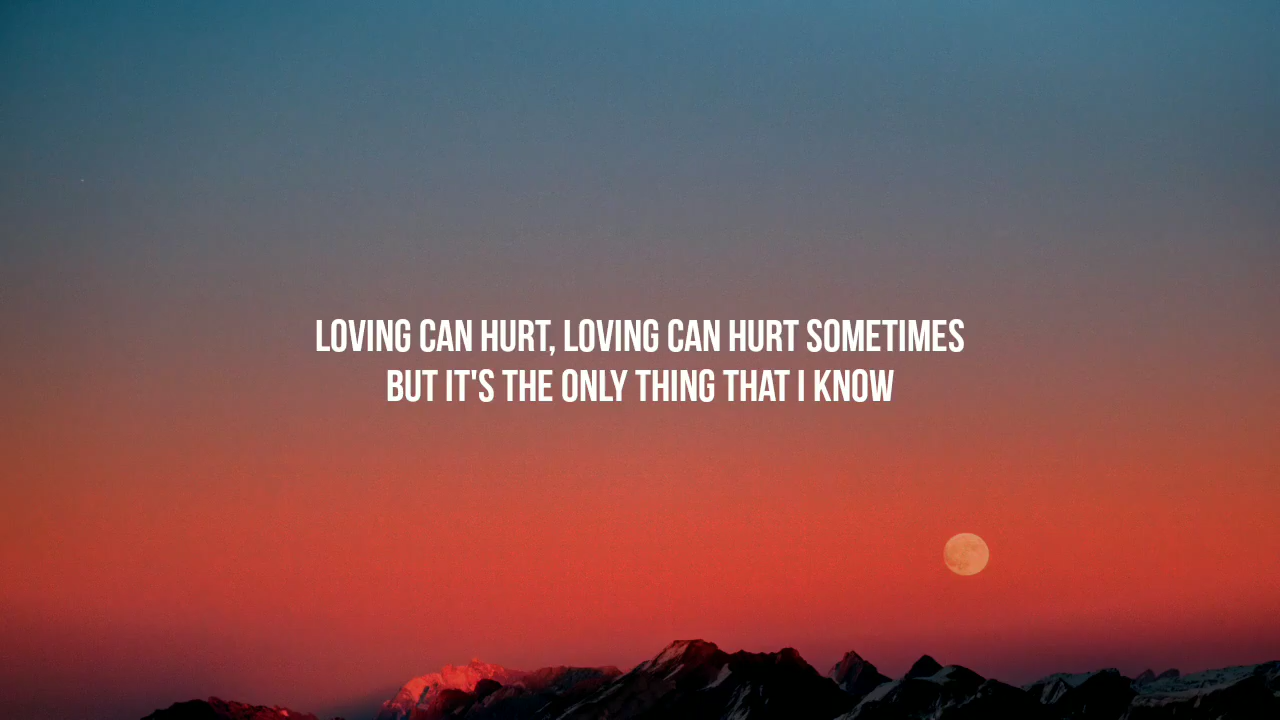 LOVING CAN HURT, LOVING CAN HURT SOMETIMES
BUT IT'S THE ONLY THING THAT I KNOW